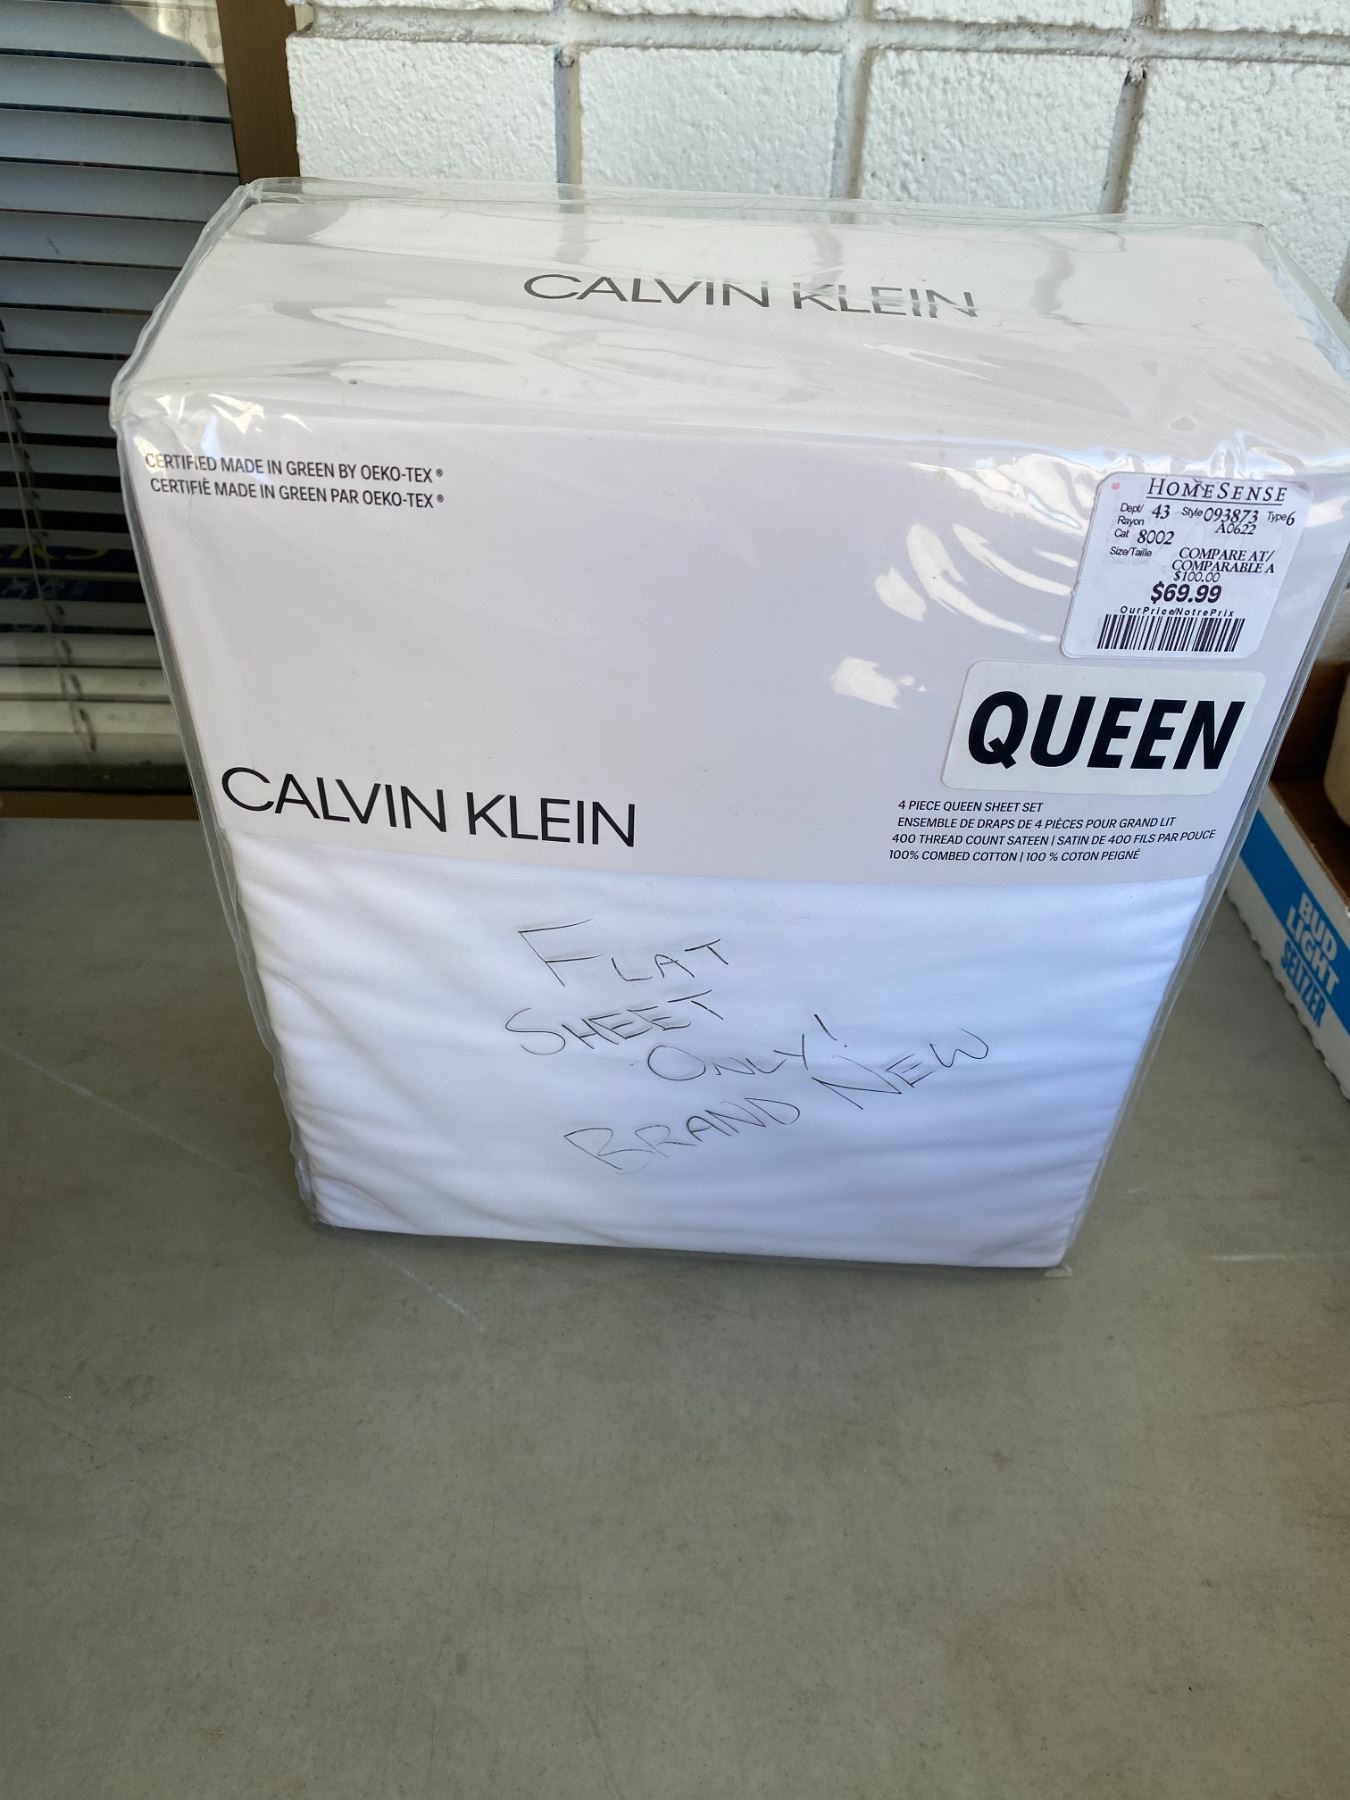 CALVIN KLEIN
CERTIFIED MADE IN GREEN BY OEKO-TEX®
CERTIFIÉ MADE IN GREEN PAR OEKO-TEX®
HOMESENSE
Dept/ Rayon 43 Style 093873 Type 6
A0622
Cat 8002
Size/Taille
COMPARE AT/
COMPARABLE A
$100.00
$69.99
Our Price/Notre Prix
QUEEN
CALVIN KLEIN
4 PIECE QUEEN SHEET SET
ENSEMBLE DE DRAPS DE 4 PIÈCES POUR GRAND LIT
400 THREAD COUNT SATEEN | SATIN DE 400 FILS PAR POUCE
100% COMBED COTTON | 100 % COTON PEIGNÉ
FLAT
SHEET
ONLY!
BRAND NEW
BUD
LIGHT
SELTZER